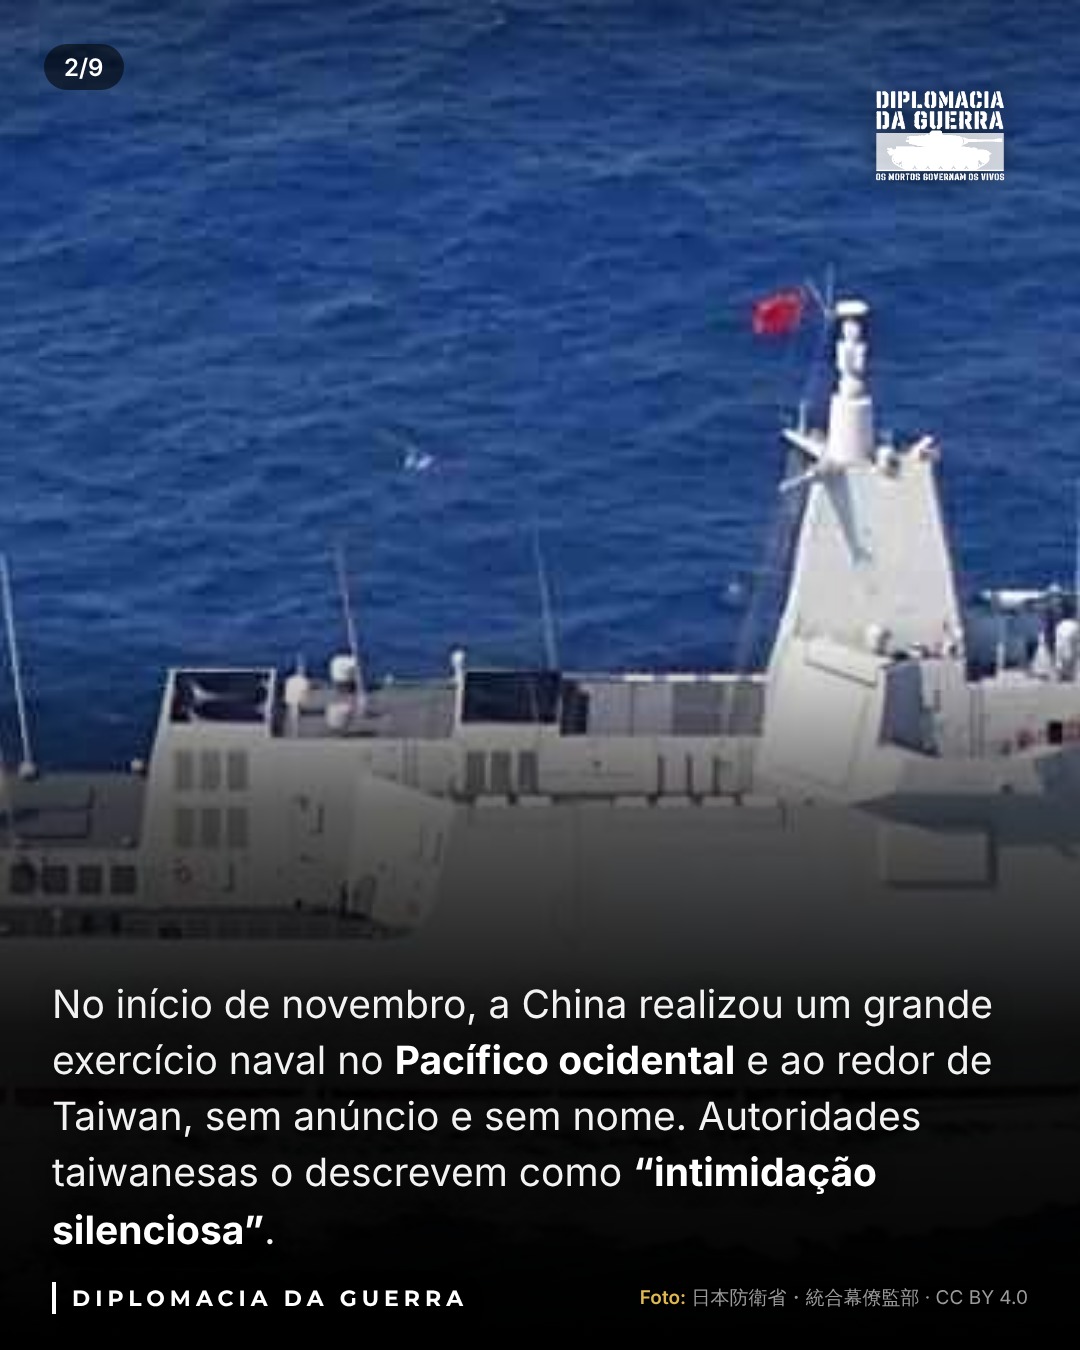 2/9
DIPLOMACIA
DA GUERRA
OS MORTOS GOVERNAM OS VIVOS
No início de novembro, a China realizou um grande
exercício naval no Pacífico ocidental e ao redor de
Taiwan, sem anúncio e sem nome. Autoridades
taiwanesas o descrevem como “intimidação
silenciosa”.
DIPLOMACIA DA GUERRA
Foto: 日本防衛省・統合幕僚監部 · CC BY 4.0